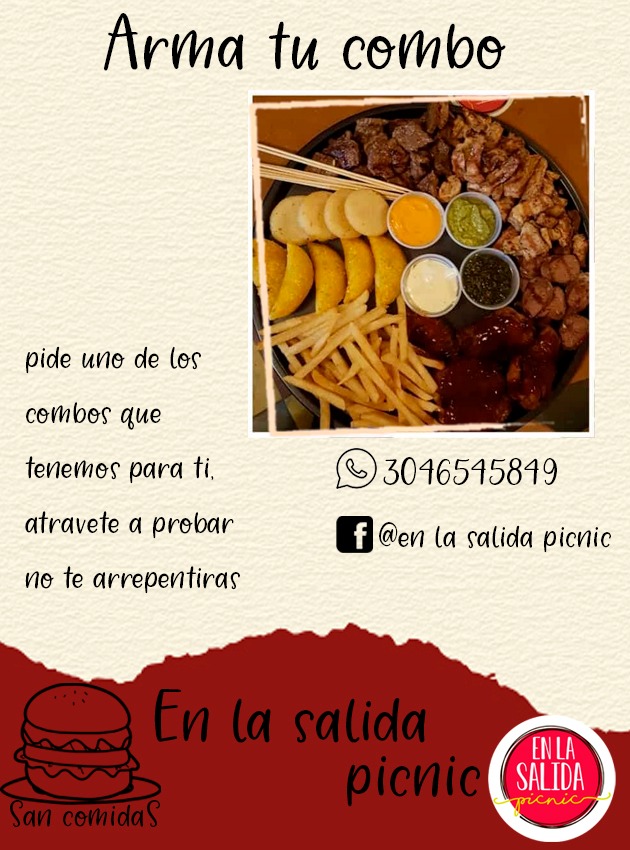 Arma tu combo
pide uno de los
combos que
tenemos para ti,
atravete a probar
no te arrepentiras
3046545849
@en la salida picnic
En la salida
picnic
San comidas
EN LA
SALIDA
picnic